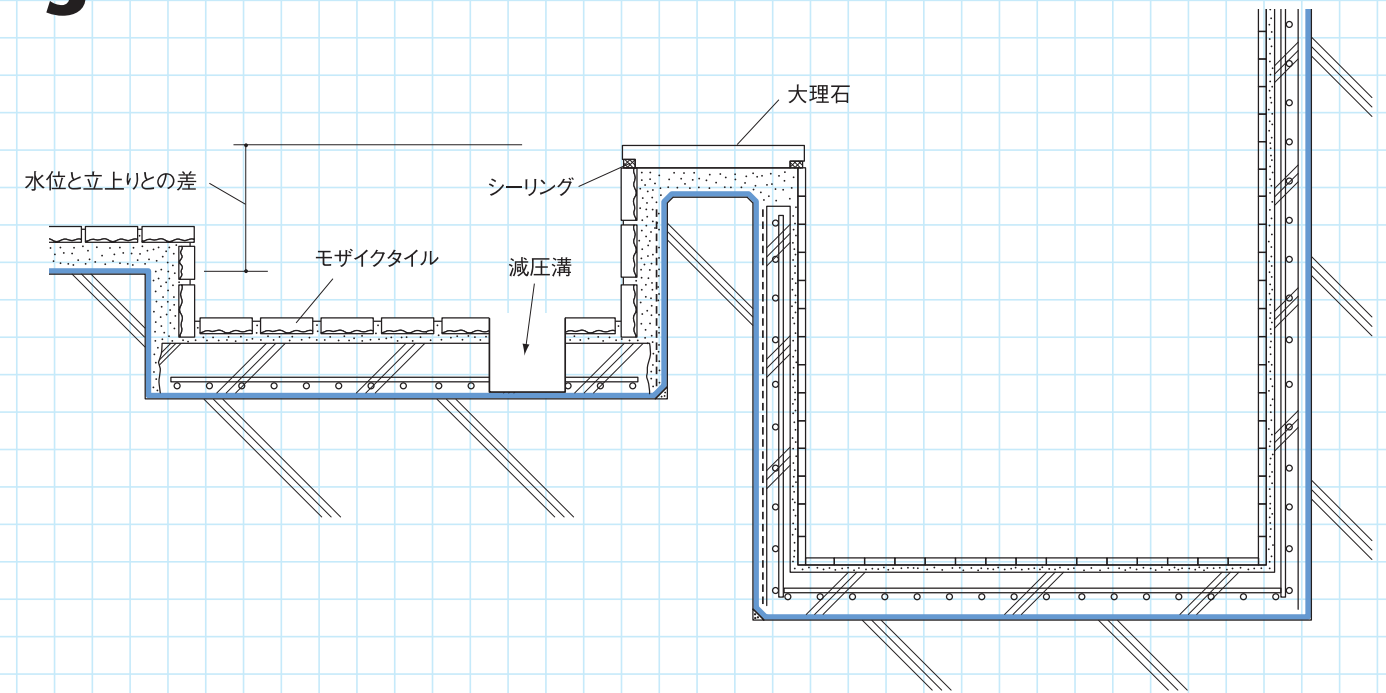 大理石
水位と立上りとの差
シーリング
モザイクタイル
減圧溝